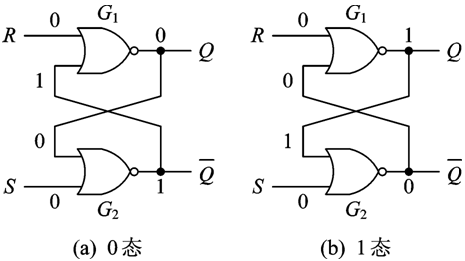 G₁ G₁
R 0 0 Q R 0 1 Q
1 0
0 1
S 0 1 Q̅ S 0 0 Q̅
G₂ G₂
(a) 0态 (b) 1态